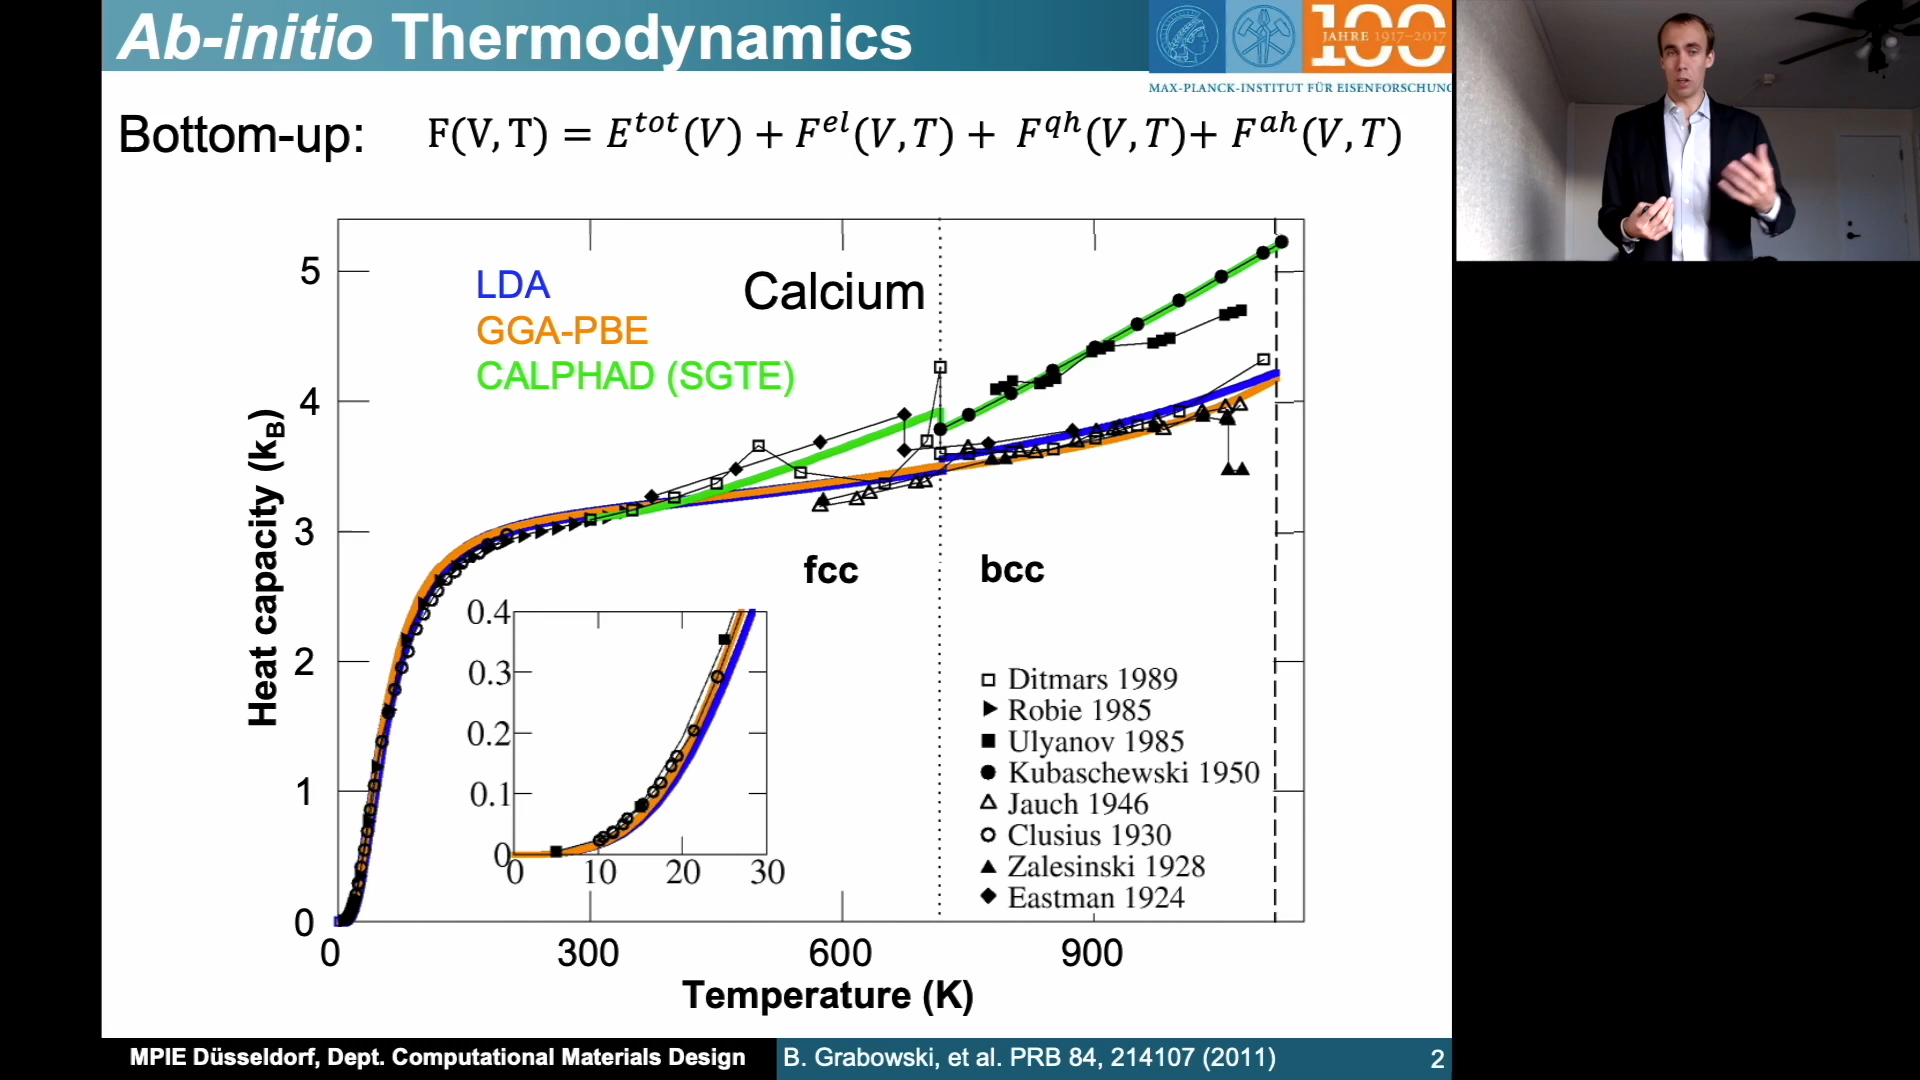 Ab-initio Thermodynamics
100
JAHRE 1917–2017
MAX-PLANCK-INSTITUT FÜR EISENFORSCHUNG
Bottom-up: F(V, T) = E^{tot}(V) + F^{el}(V, T) + F^{qh}(V, T)+ F^{ah}(V, T)
LDA
GGA-PBE
CALPHAD (SGTE)
Calcium
Heat capacity (k_B)
5
4
3
2
1
0
fcc
bcc
0.4
0.3
0.2
0.1
0
0 10 20 30
Ditmars 1989
Robie 1985
Ulyanov 1985
Kubaschewski 1950
Jauch 1946
Clusius 1930
Zalesinski 1928
Eastman 1924
0 300 600 900
Temperature (K)
MPIE Düsseldorf, Dept. Computational Materials Design
B. Grabowski, et al. PRB 84, 214107 (2011)
2